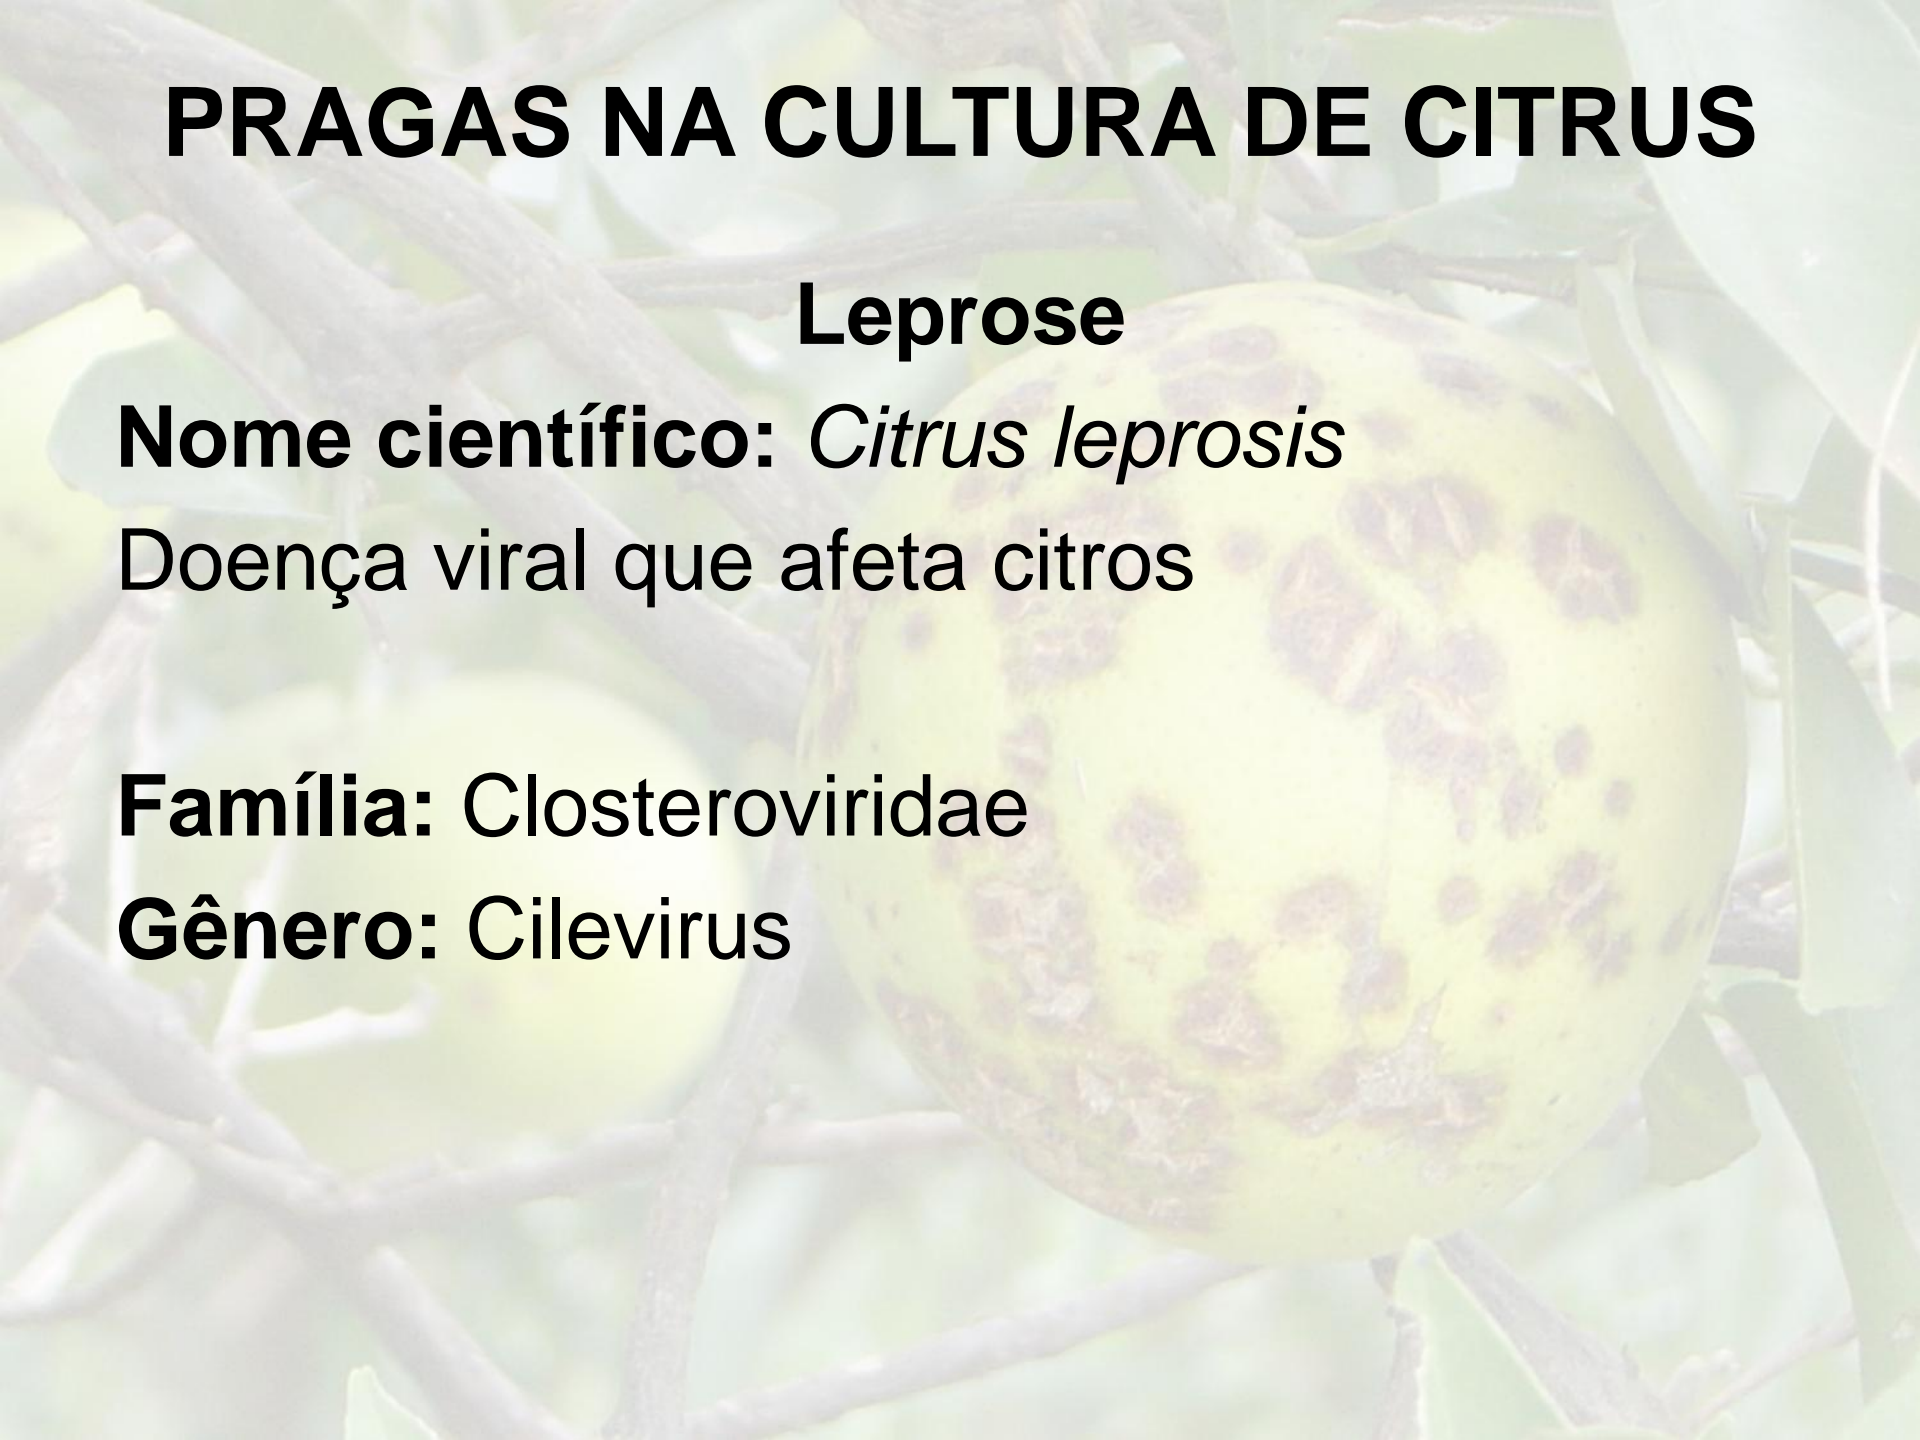 PRAGAS NA CULTURA DE CITRUS
Leprose
Nome científico: Citrus leprosis
Doença viral que afeta citros
Família: Closteroviridae
Gênero: Cilevirus